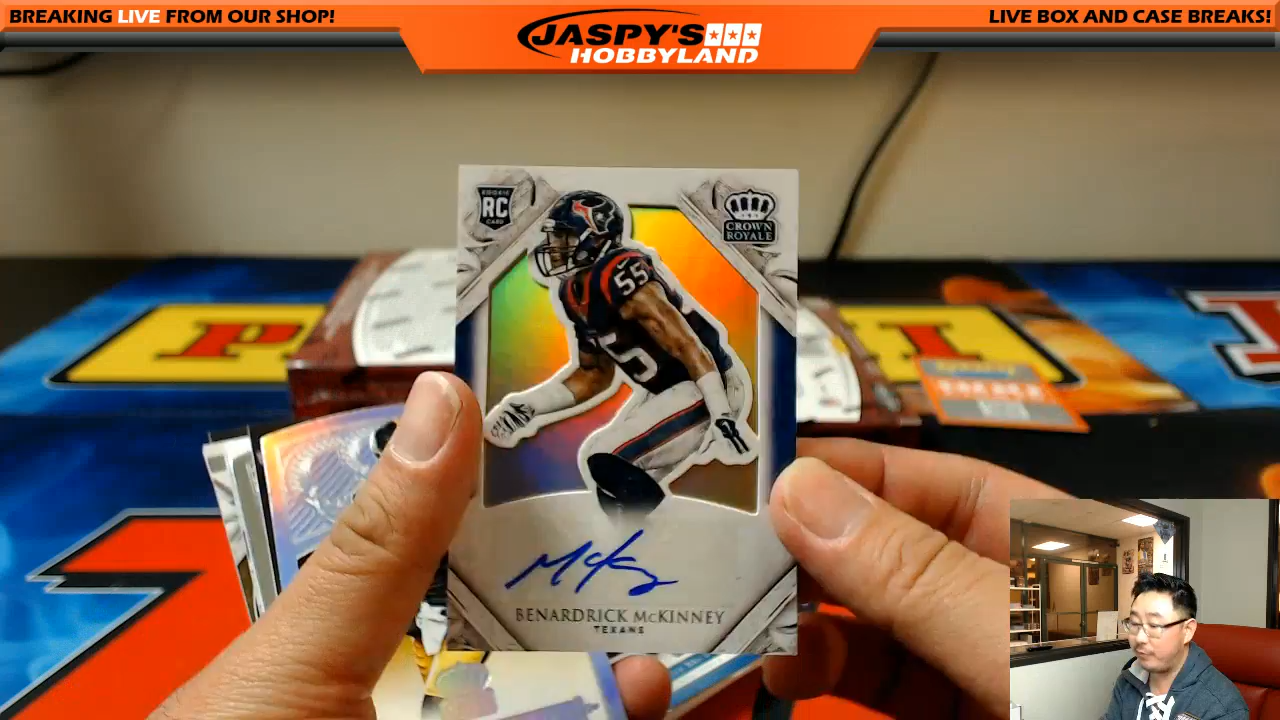 BREAKING LIVE FROM OUR SHOP!
JASPY'S
HOBBYLAND
LIVE BOX AND CASE BREAKS!
ROOKIE
RC
CARD
CROWN
ROYALE
55
55
BENARDRICK McKINNEY
TEXANS